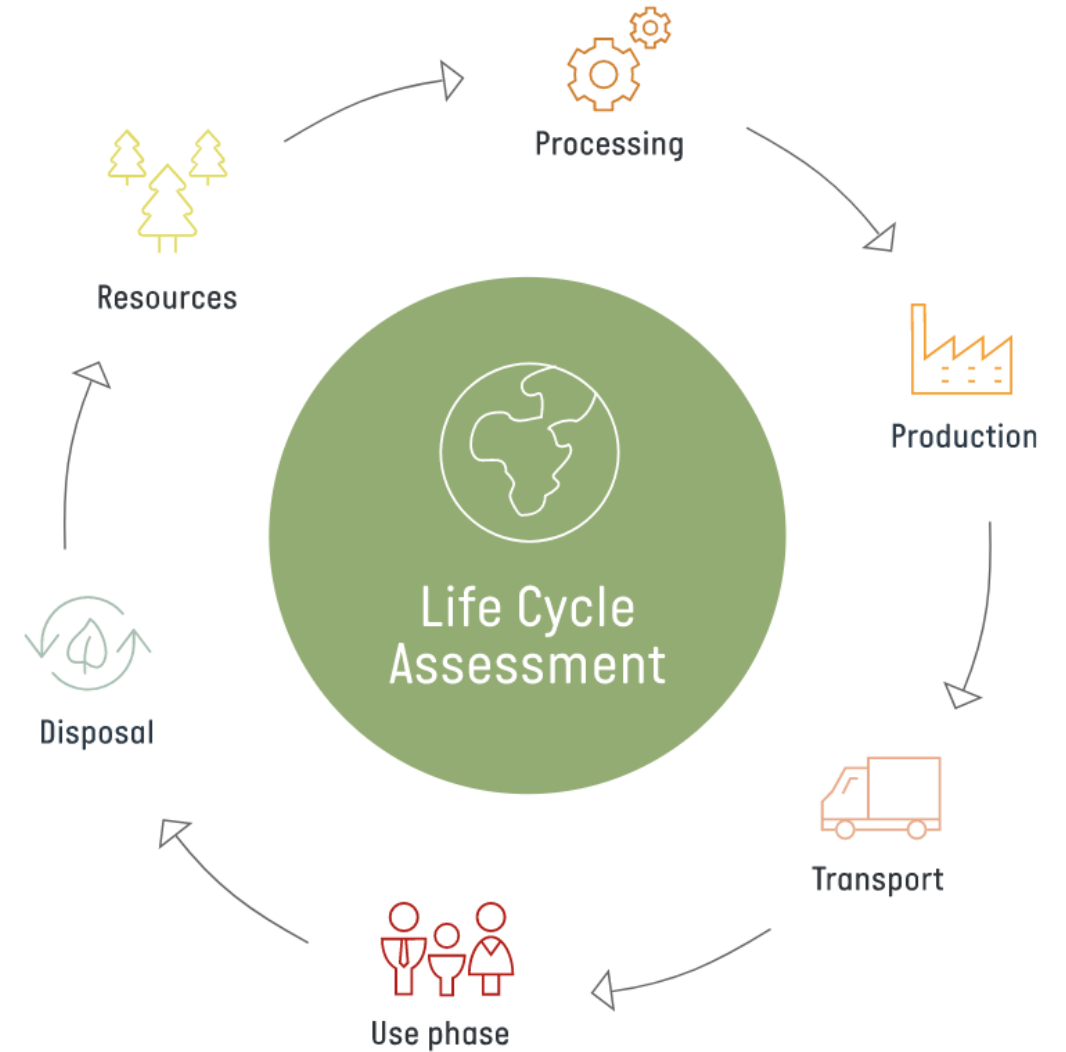 Processing
Resources
Production
Life Cycle
Assessment
Disposal
Transport
Use phase